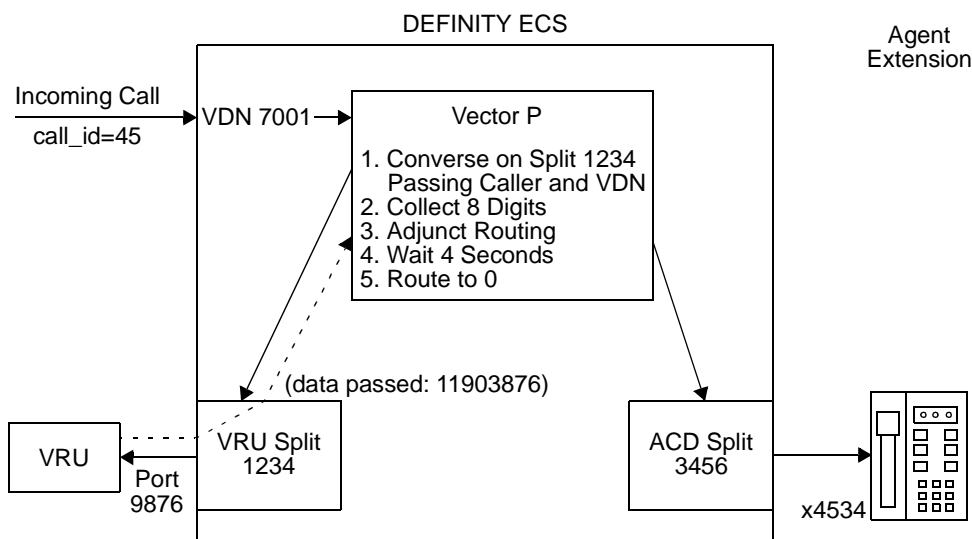 DEFINITY ECS
Agent
Extension
Incoming Call
call_id=45
VDN 7001
Vector P
1. Converse on Split 1234
Passing Caller and VDN
2. Collect 8 Digits
3. Adjunct Routing
4. Wait 4 Seconds
5. Route to 0
(data passed: 11903876)
VRU
Port
9876
VRU Split
1234
ACD Split
3456
x4534